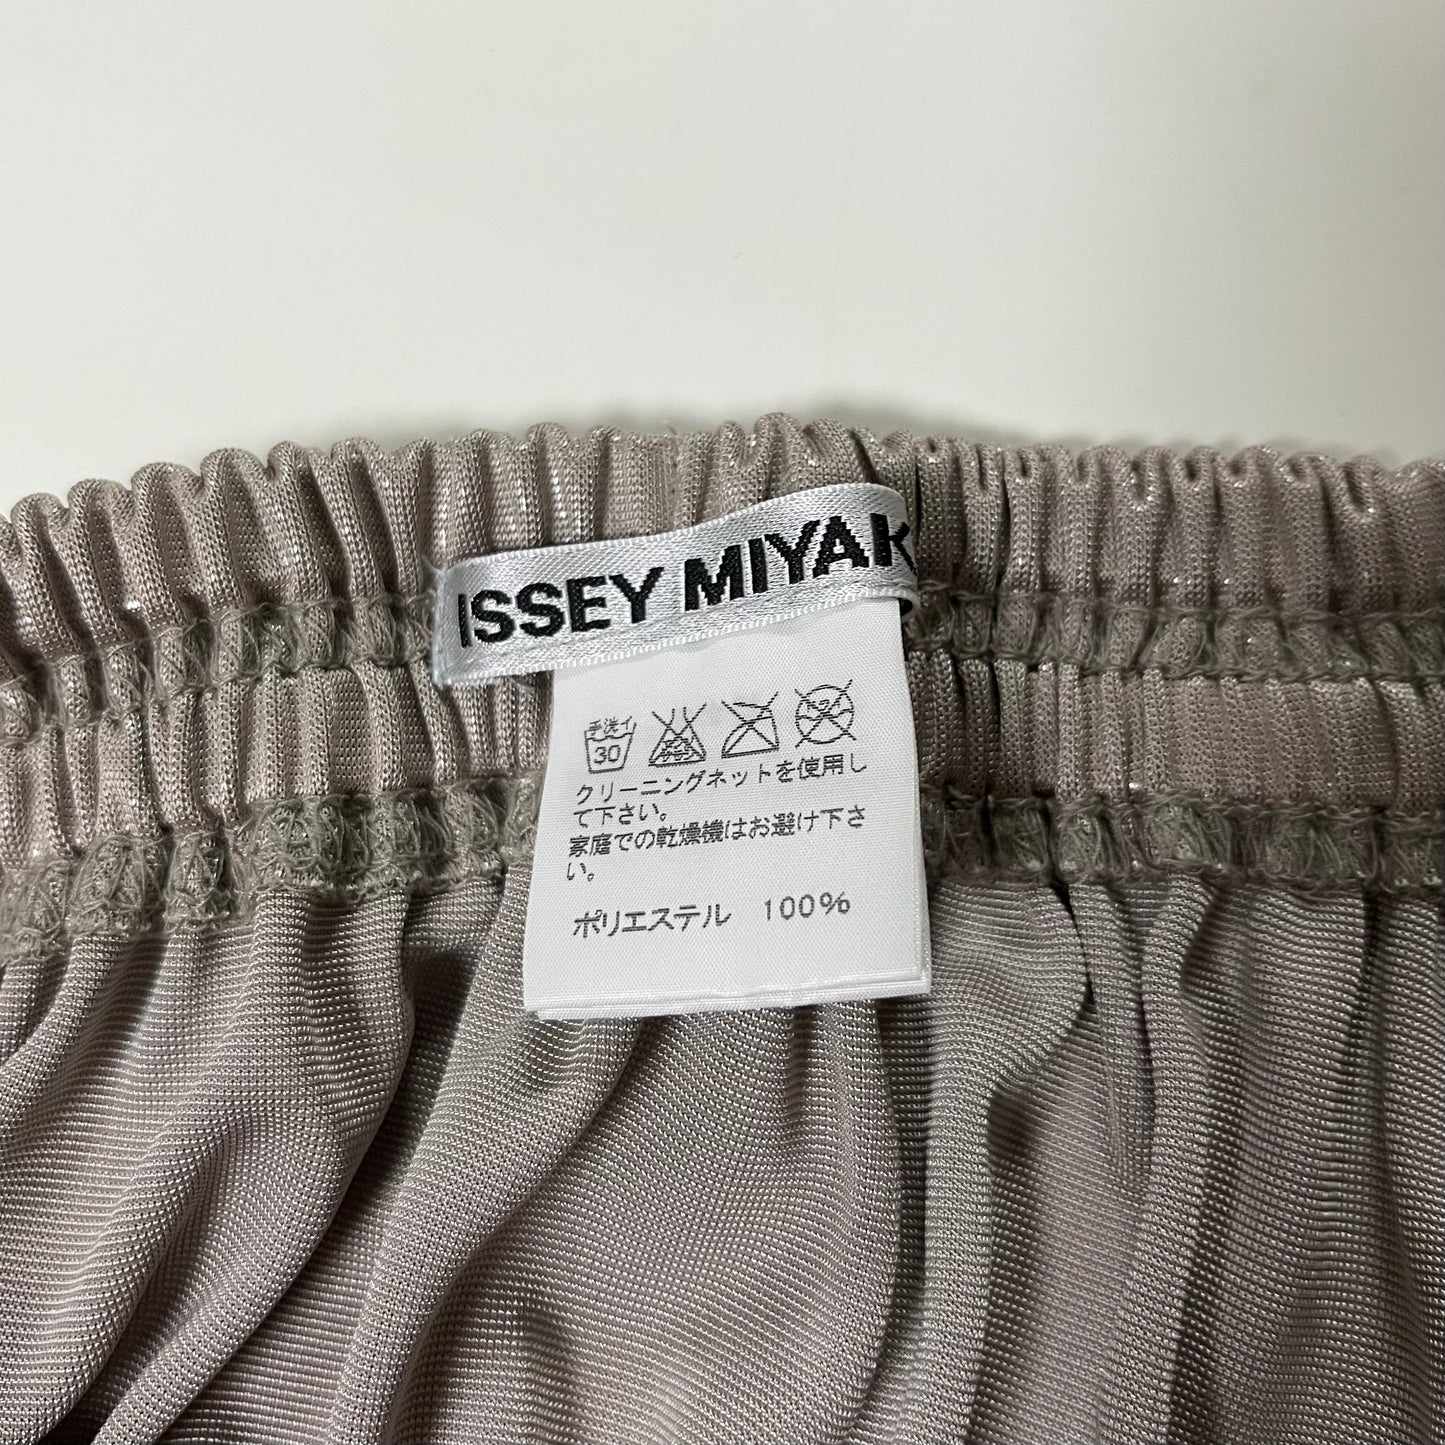 ISSEY MIYAK
手洗イ
30
クリーニングネットを使用し
て下さい。
家庭での乾燥機はお避け下さ
い。
ポリエステル 100%